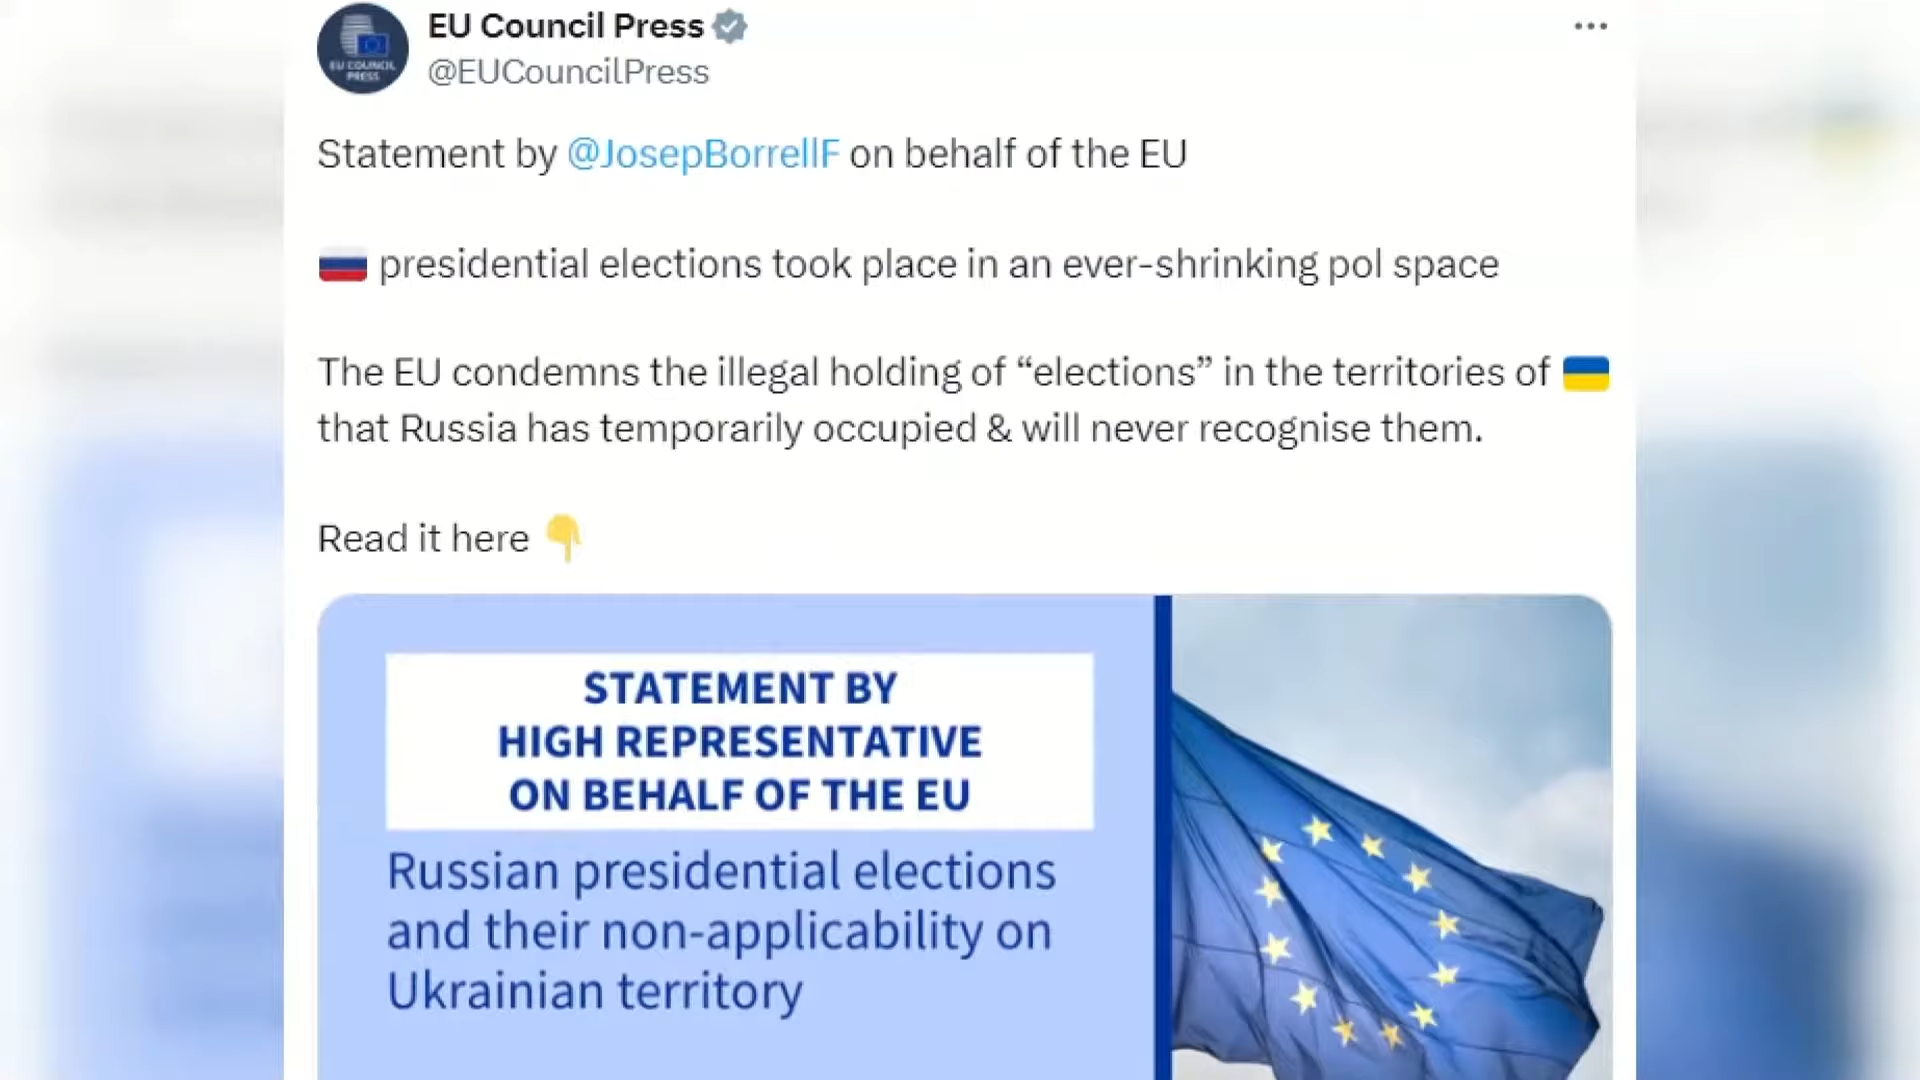 EU Council Press
@EUCouncilPress
EU COUNCIL
PRESS
Statement by @JosepBorrellF on behalf of the EU
🇷🇺 presidential elections took place in an ever-shrinking pol space
The EU condemns the illegal holding of “elections” in the territories of 🇺🇦
that Russia has temporarily occupied & will never recognise them.
Read it here 👇
STATEMENT BY
HIGH REPRESENTATIVE
ON BEHALF OF THE EU
Russian presidential elections
and their non-applicability on
Ukrainian territory